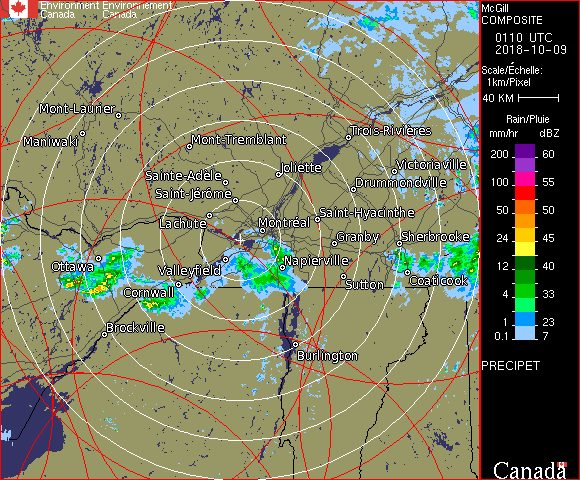 Environment Environnement
Canada Canada
Mont-Laurier
Trois-Rivières
Maniwaki
Mont-Tremblant
Victoriaville
Joliette
Sainte-Adèle
Drummondville
Saint-Jérôme
Saint-Hyacinthe
Lachute
Montréal
Granby
Sherbrooke
Ottawa
Valleyfield
Napierville
Coaticook
Sutton
Cornwall
Brockville
Burlington
McGill
COMPOSITE
0110 UTC
2018-10-09
Scale/Échelle:
1km/Pixel
40 KM
Rain/Pluie
mm/hr dBZ
200 60
100 55
50 50
24 45
12 40
4 33
1 23
0.1 7
PRECIPET
Canada